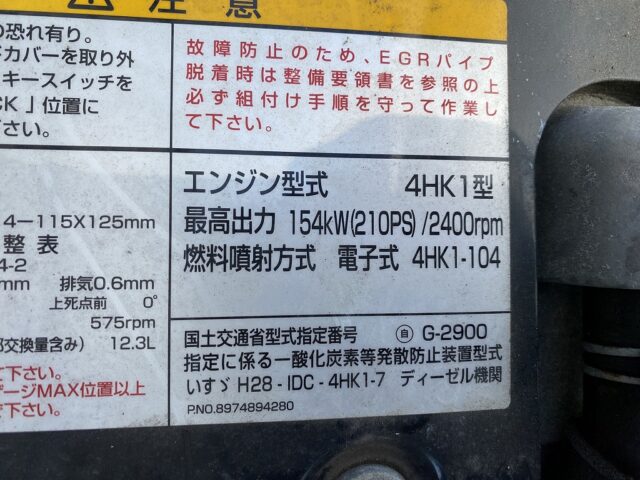 注意
の恐れ有り。
ドカバーを取り外
キースイッチを
CK」位置に
ださい。
故障防止のため、EGRパイプ
脱着時は整備要領書を参照の上
必ず組付け手順を守って作業し
て下さい。
4－115X125mm
整 表
4-2
mm 排気0.6mm
上死点前 0°
575rpm
部交換量含み) 12.3L
て下さい。
ゲージMAX位置以上
下さい。
エンジン型式 4HK1型
最高出力 154kW(210PS)/2400rpm
燃料噴射方式 電子式 4HK1-104
国土交通省型式指定番号 自 G-2900
指定に係る一酸化炭素等発散防止装置型式
いすゞ H28-IDC-4HK1-7 ディーゼル機関
P.NO.8974894280